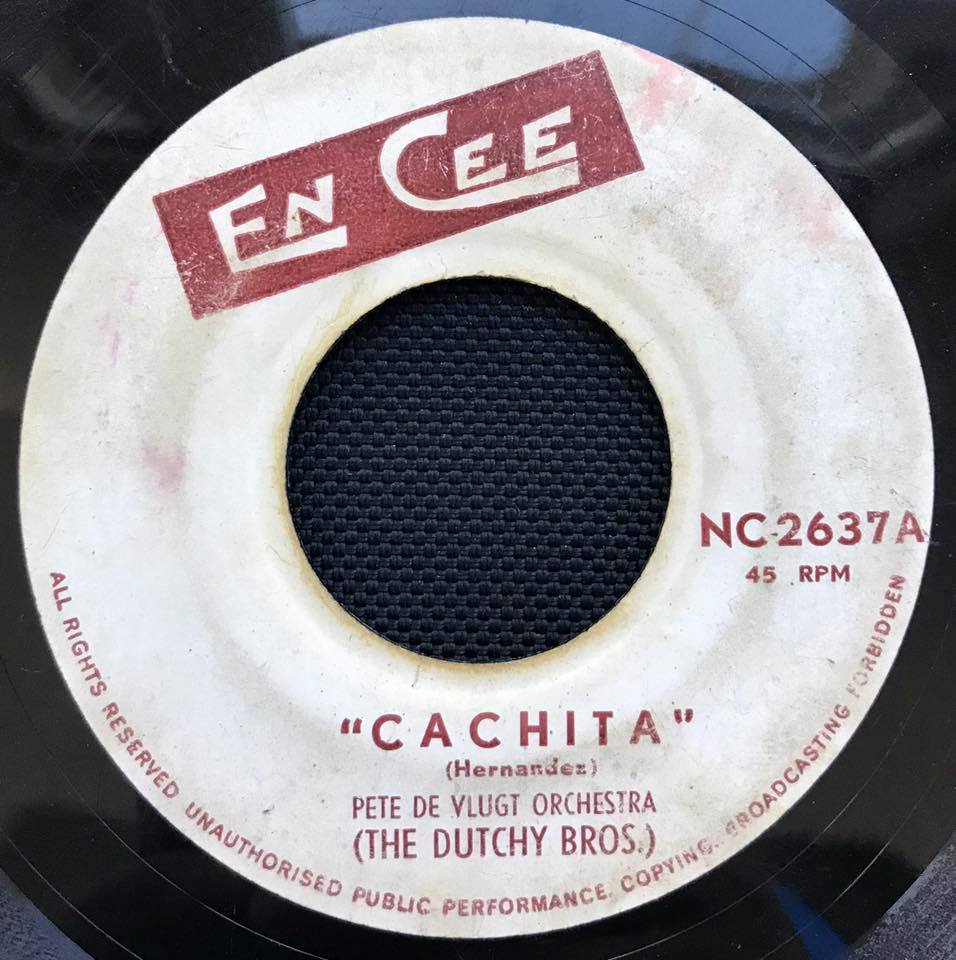 EN CEE
NC-2637A
45 RPM
"CACHITA"
(Hernandez)
PETE DE VLUGT ORCHESTRA
(THE DUTCHY BROS.)
ALL RIGHTS RESERVED UNAUTHORISED PUBLIC PERFORMANCE, COPYING, BROADCASTING FORBIDDEN